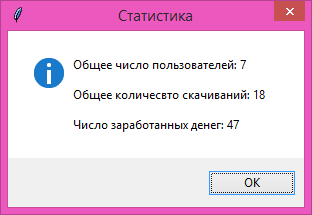 Статистика
Общее число пользователей: 7
Общее количесвто скачиваний: 18
Число заработанных денег: 47
OK